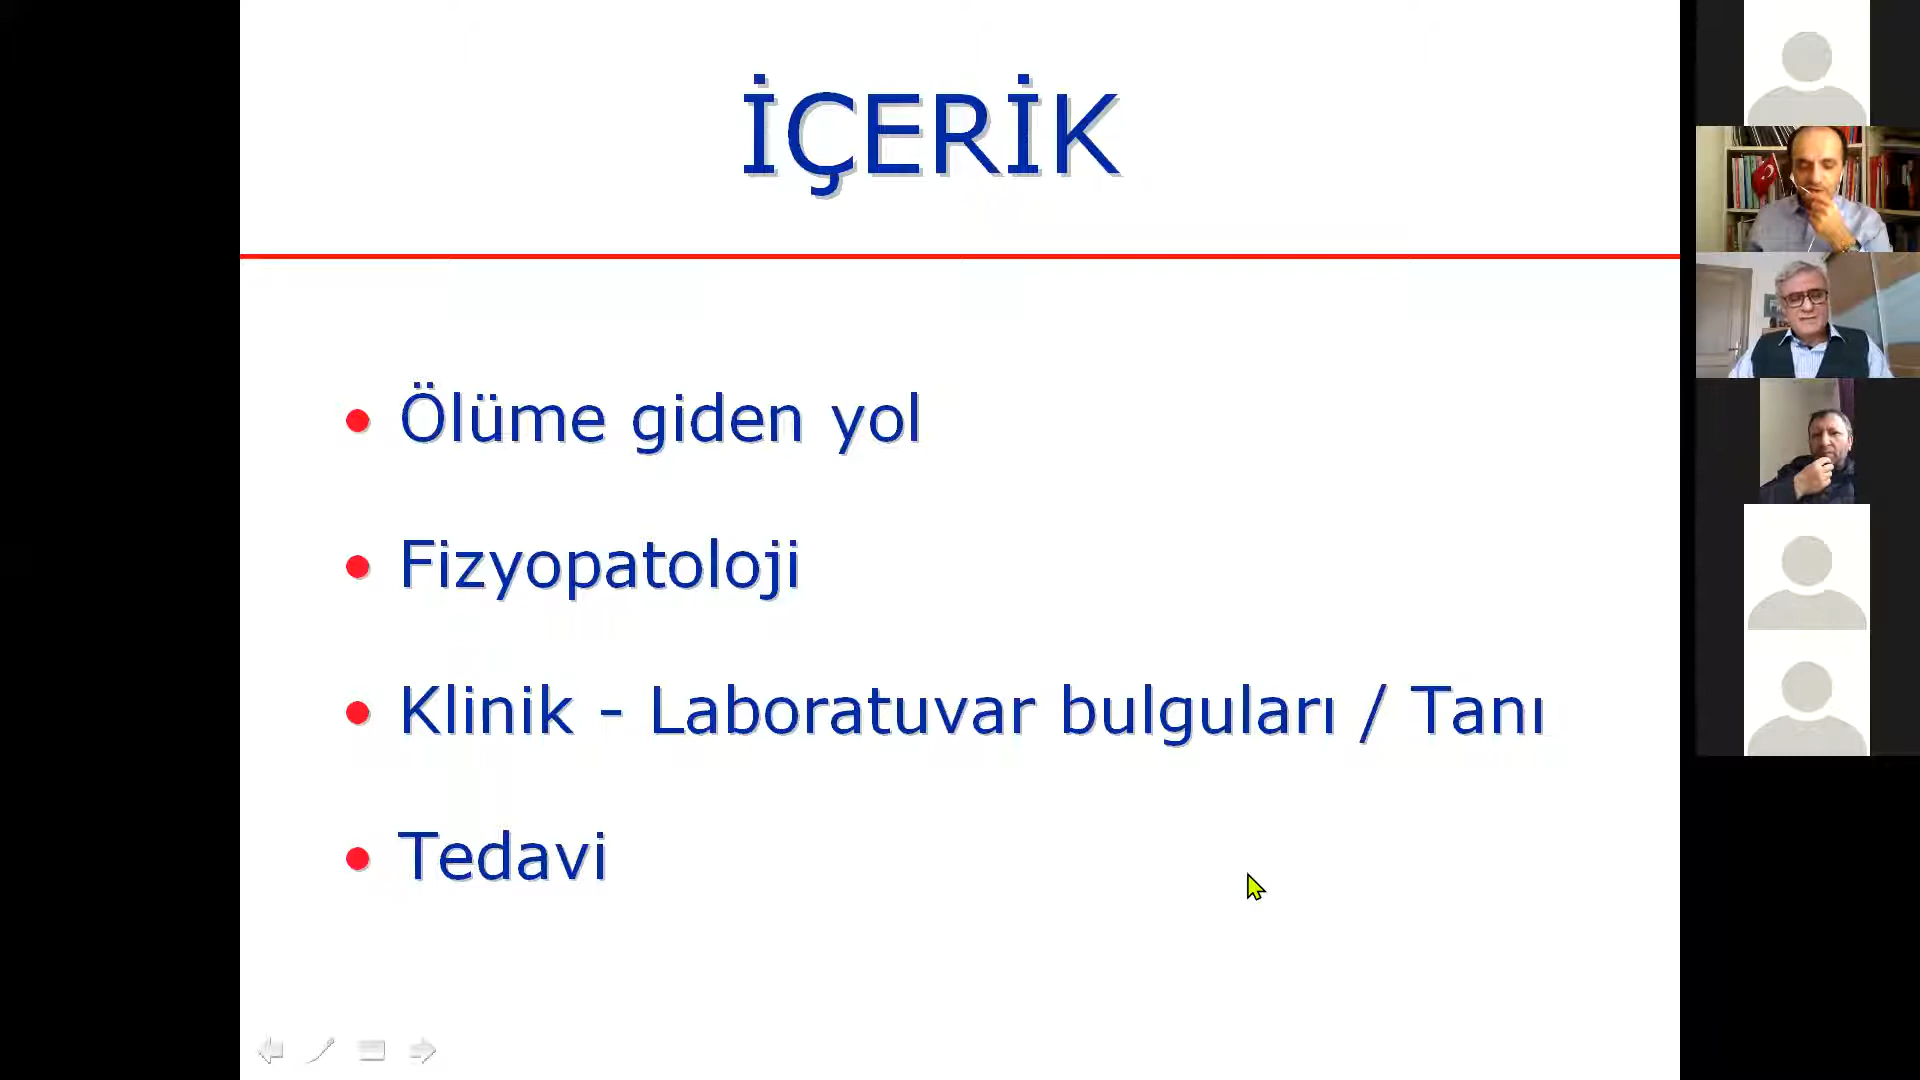 İÇERİK
Ölüme giden yol
Fizyopatoloji
Klinik - Laboratuvar bulguları / Tanı
Tedavi